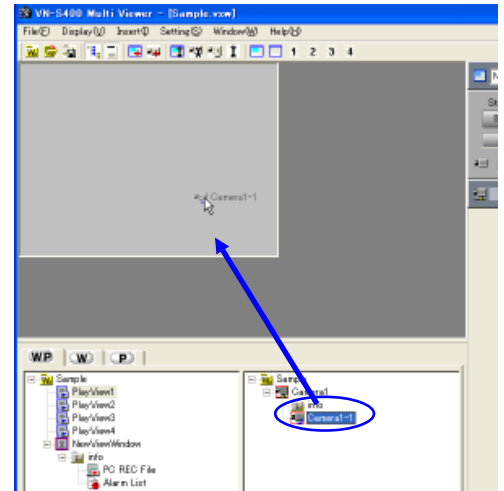 VN-S400 Multi Viewer - [Sample.vsw]
File(F) Display(V) Insert(I) Setting(S) Window(W) Help(H)
1 2 3 4
Camera1-1
W.P W P
Sample
PlayView1
PlayView2
PlayView3
PlayView4
NewViewWindow
info
PC REC File
Alarm List
Sample
Camera1
info
Camera1-1